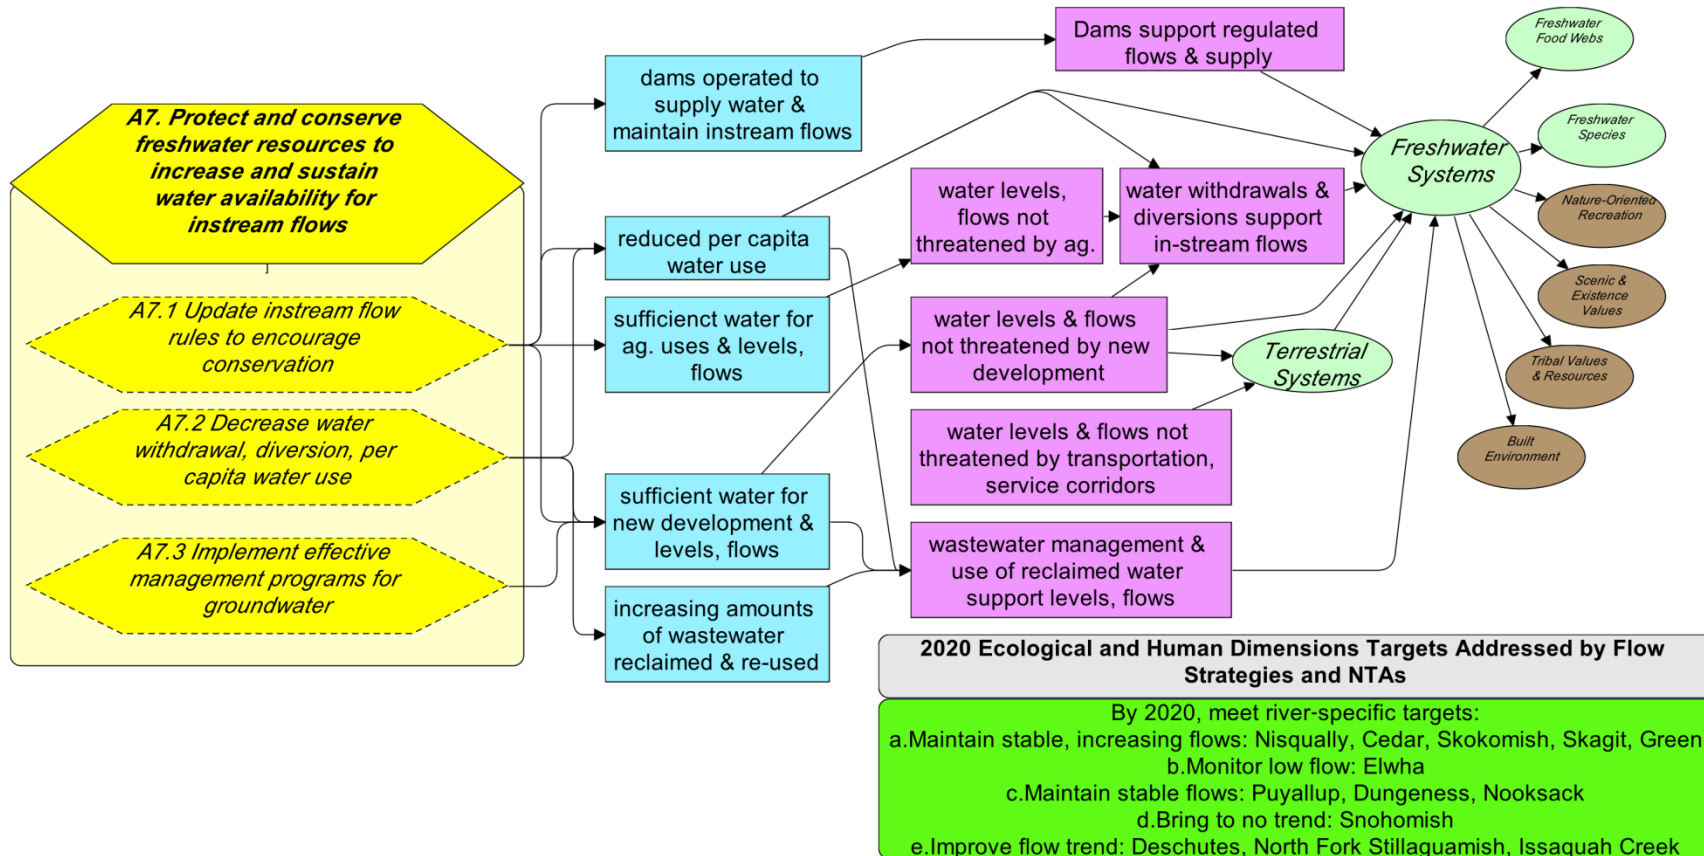 A7. Protect and conserve
freshwater resources to
increase and sustain
water availability for
instream flows
A7.1 Update instream flow
rules to encourage
conservation
A7.2 Decrease water
withdrawal, diversion, per
capita water use
A7.3 Implement effective
management programs for
groundwater
dams operated to
supply water &
maintain instream flows
reduced per capita
water use
sufficienct water for
ag. uses & levels,
flows
sufficient water for
new development &
levels, flows
increasing amounts
of wastewater
reclaimed & re-used
Dams support regulated
flows & supply
water levels,
flows not
threatened by ag.
water withdrawals &
diversions support
in-stream flows
water levels & flows
not threatened by new
development
water levels & flows not
threatened by transportation,
service corridors
wastewater management &
use of reclaimed water
support levels, flows
Terrestrial
Systems
Freshwater
Systems
Freshwater
Food Webs
Freshwater
Species
Nature-Oriented
Recreation
Scenic &
Existence
Values
Tribal Values
& Resources
Built
Environment
2020 Ecological and Human Dimensions Targets Addressed by Flow
Strategies and NTAs
By 2020, meet river-specific targets:
a.Maintain stable, increasing flows: Nisqually, Cedar, Skokomish, Skagit, Green
b.Monitor low flow: Elwha
c.Maintain stable flows: Puyallup, Dungeness, Nooksack
d.Bring to no trend: Snohomish
e.Improve flow trend: Deschutes, North Fork Stillaguamish, Issaquah Creek